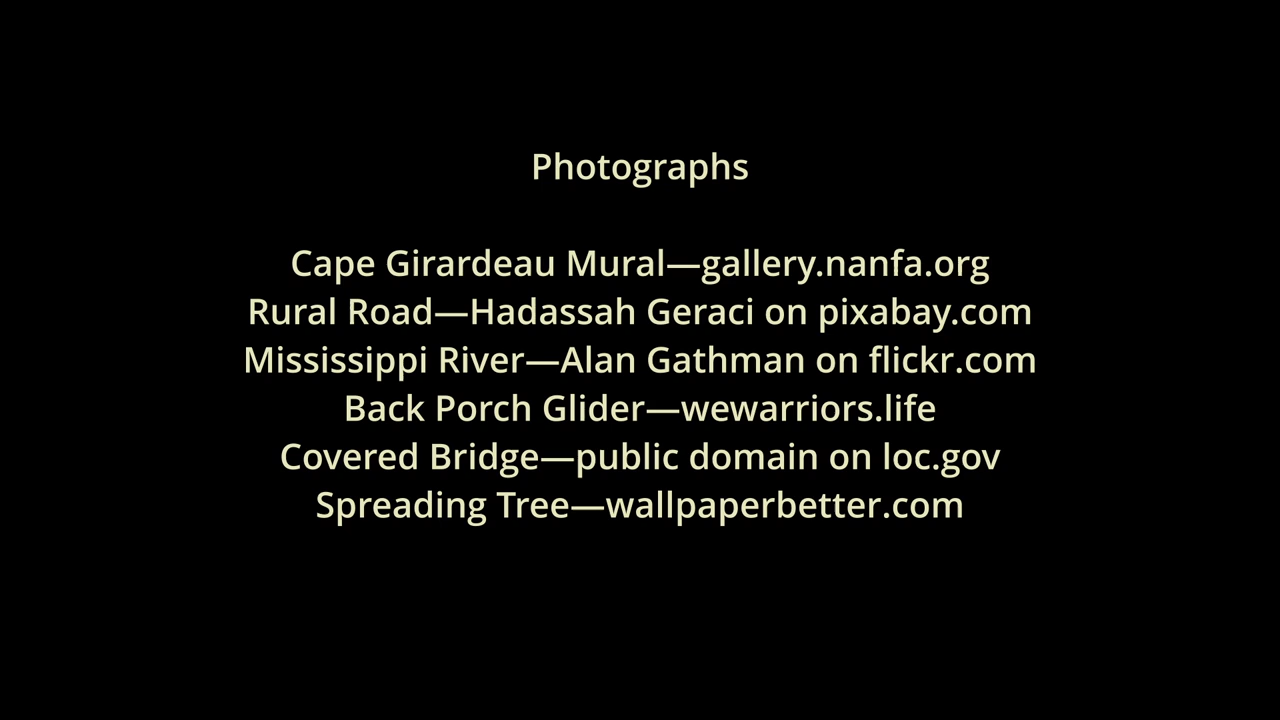 Photographs
Cape Girardeau Mural—gallery.nanfa.org
Rural Road—Hadassah Geraci on pixabay.com
Mississippi River—Alan Gathman on flickr.com
Back Porch Glider—wewarriors.life
Covered Bridge—public domain on loc.gov
Spreading Tree—wallpaperbetter.com